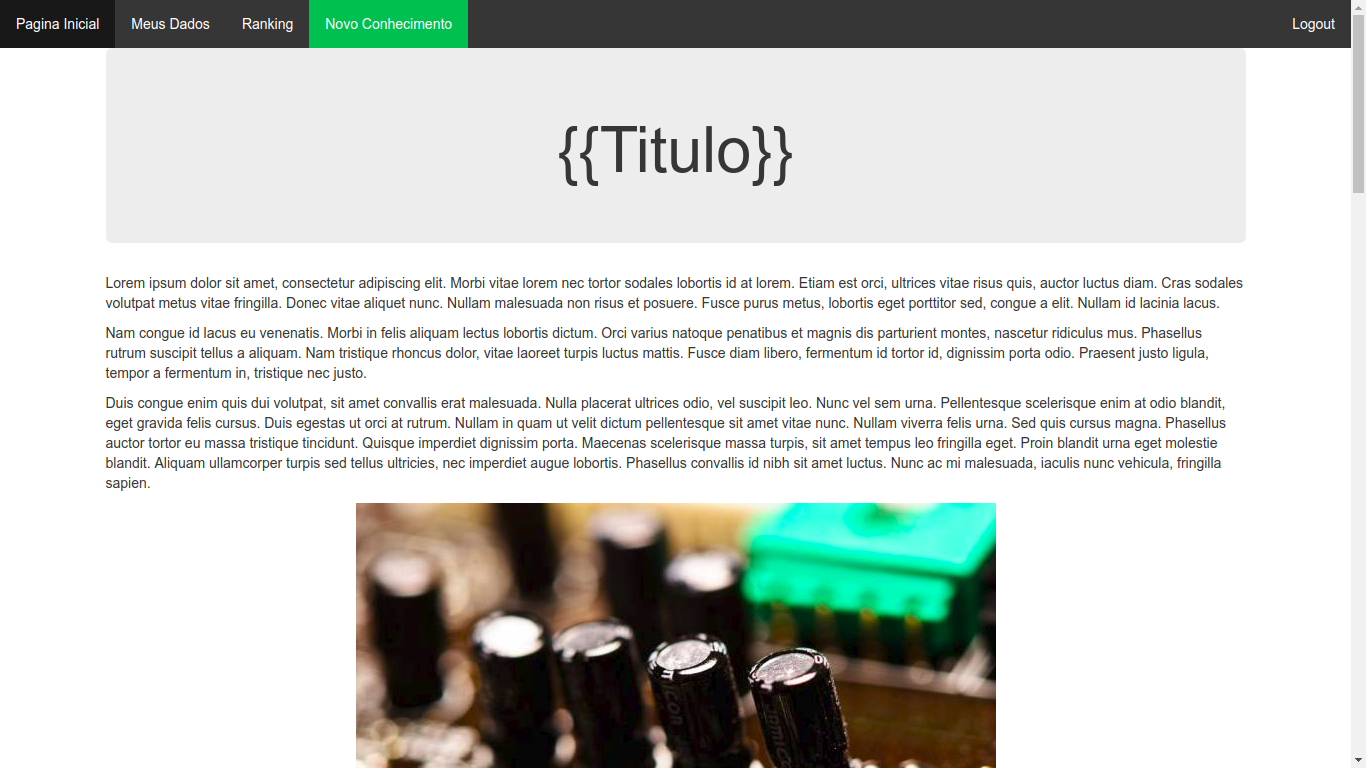 Pagina Inicial Meus Dados Ranking Novo Conhecimento Logout
{{Titulo}}
Lorem ipsum dolor sit amet, consectetur adipiscing elit. Morbi vitae lorem nec tortor sodales lobortis id at lorem. Etiam est orci, ultrices vitae risus quis, auctor luctus diam. Cras sodales
volutpat metus vitae fringilla. Donec vitae aliquet nunc. Nullam malesuada non risus et posuere. Fusce purus metus, lobortis eget porttitor sed, congue a elit. Nullam id lacinia lacus.
Nam congue id lacus eu venenatis. Morbi in felis aliquam lectus lobortis dictum. Orci varius natoque penatibus et magnis dis parturient montes, nascetur ridiculus mus. Phasellus
rutrum suscipit tellus a aliquam. Nam tristique rhoncus dolor, vitae laoreet turpis luctus mattis. Fusce diam libero, fermentum id tortor id, dignissim porta odio. Praesent justo ligula,
tempor a fermentum in, tristique nec justo.
Duis congue enim quis dui volutpat, sit amet convallis erat malesuada. Nulla placerat ultrices odio, vel suscipit leo. Nunc vel sem urna. Pellentesque scelerisque enim at odio blandit,
eget gravida felis cursus. Duis egestas ut orci at rutrum. Nullam in quam ut velit dictum pellentesque sit amet vitae nunc. Nullam viverra felis urna. Sed quis cursus magna. Phasellus
auctor tortor eu massa tristique tincidunt. Quisque imperdiet dignissim porta. Maecenas scelerisque massa turpis, sit amet tempus leo fringilla eget. Proin blandit urna eget molestie
blandit. Aliquam ullamcorper turpis sed tellus ultricies, nec imperdiet augue lobortis. Phasellus convallis id nibh sit amet luctus. Nunc ac mi malesuada, iaculis nunc vehicula, fringilla
sapien.